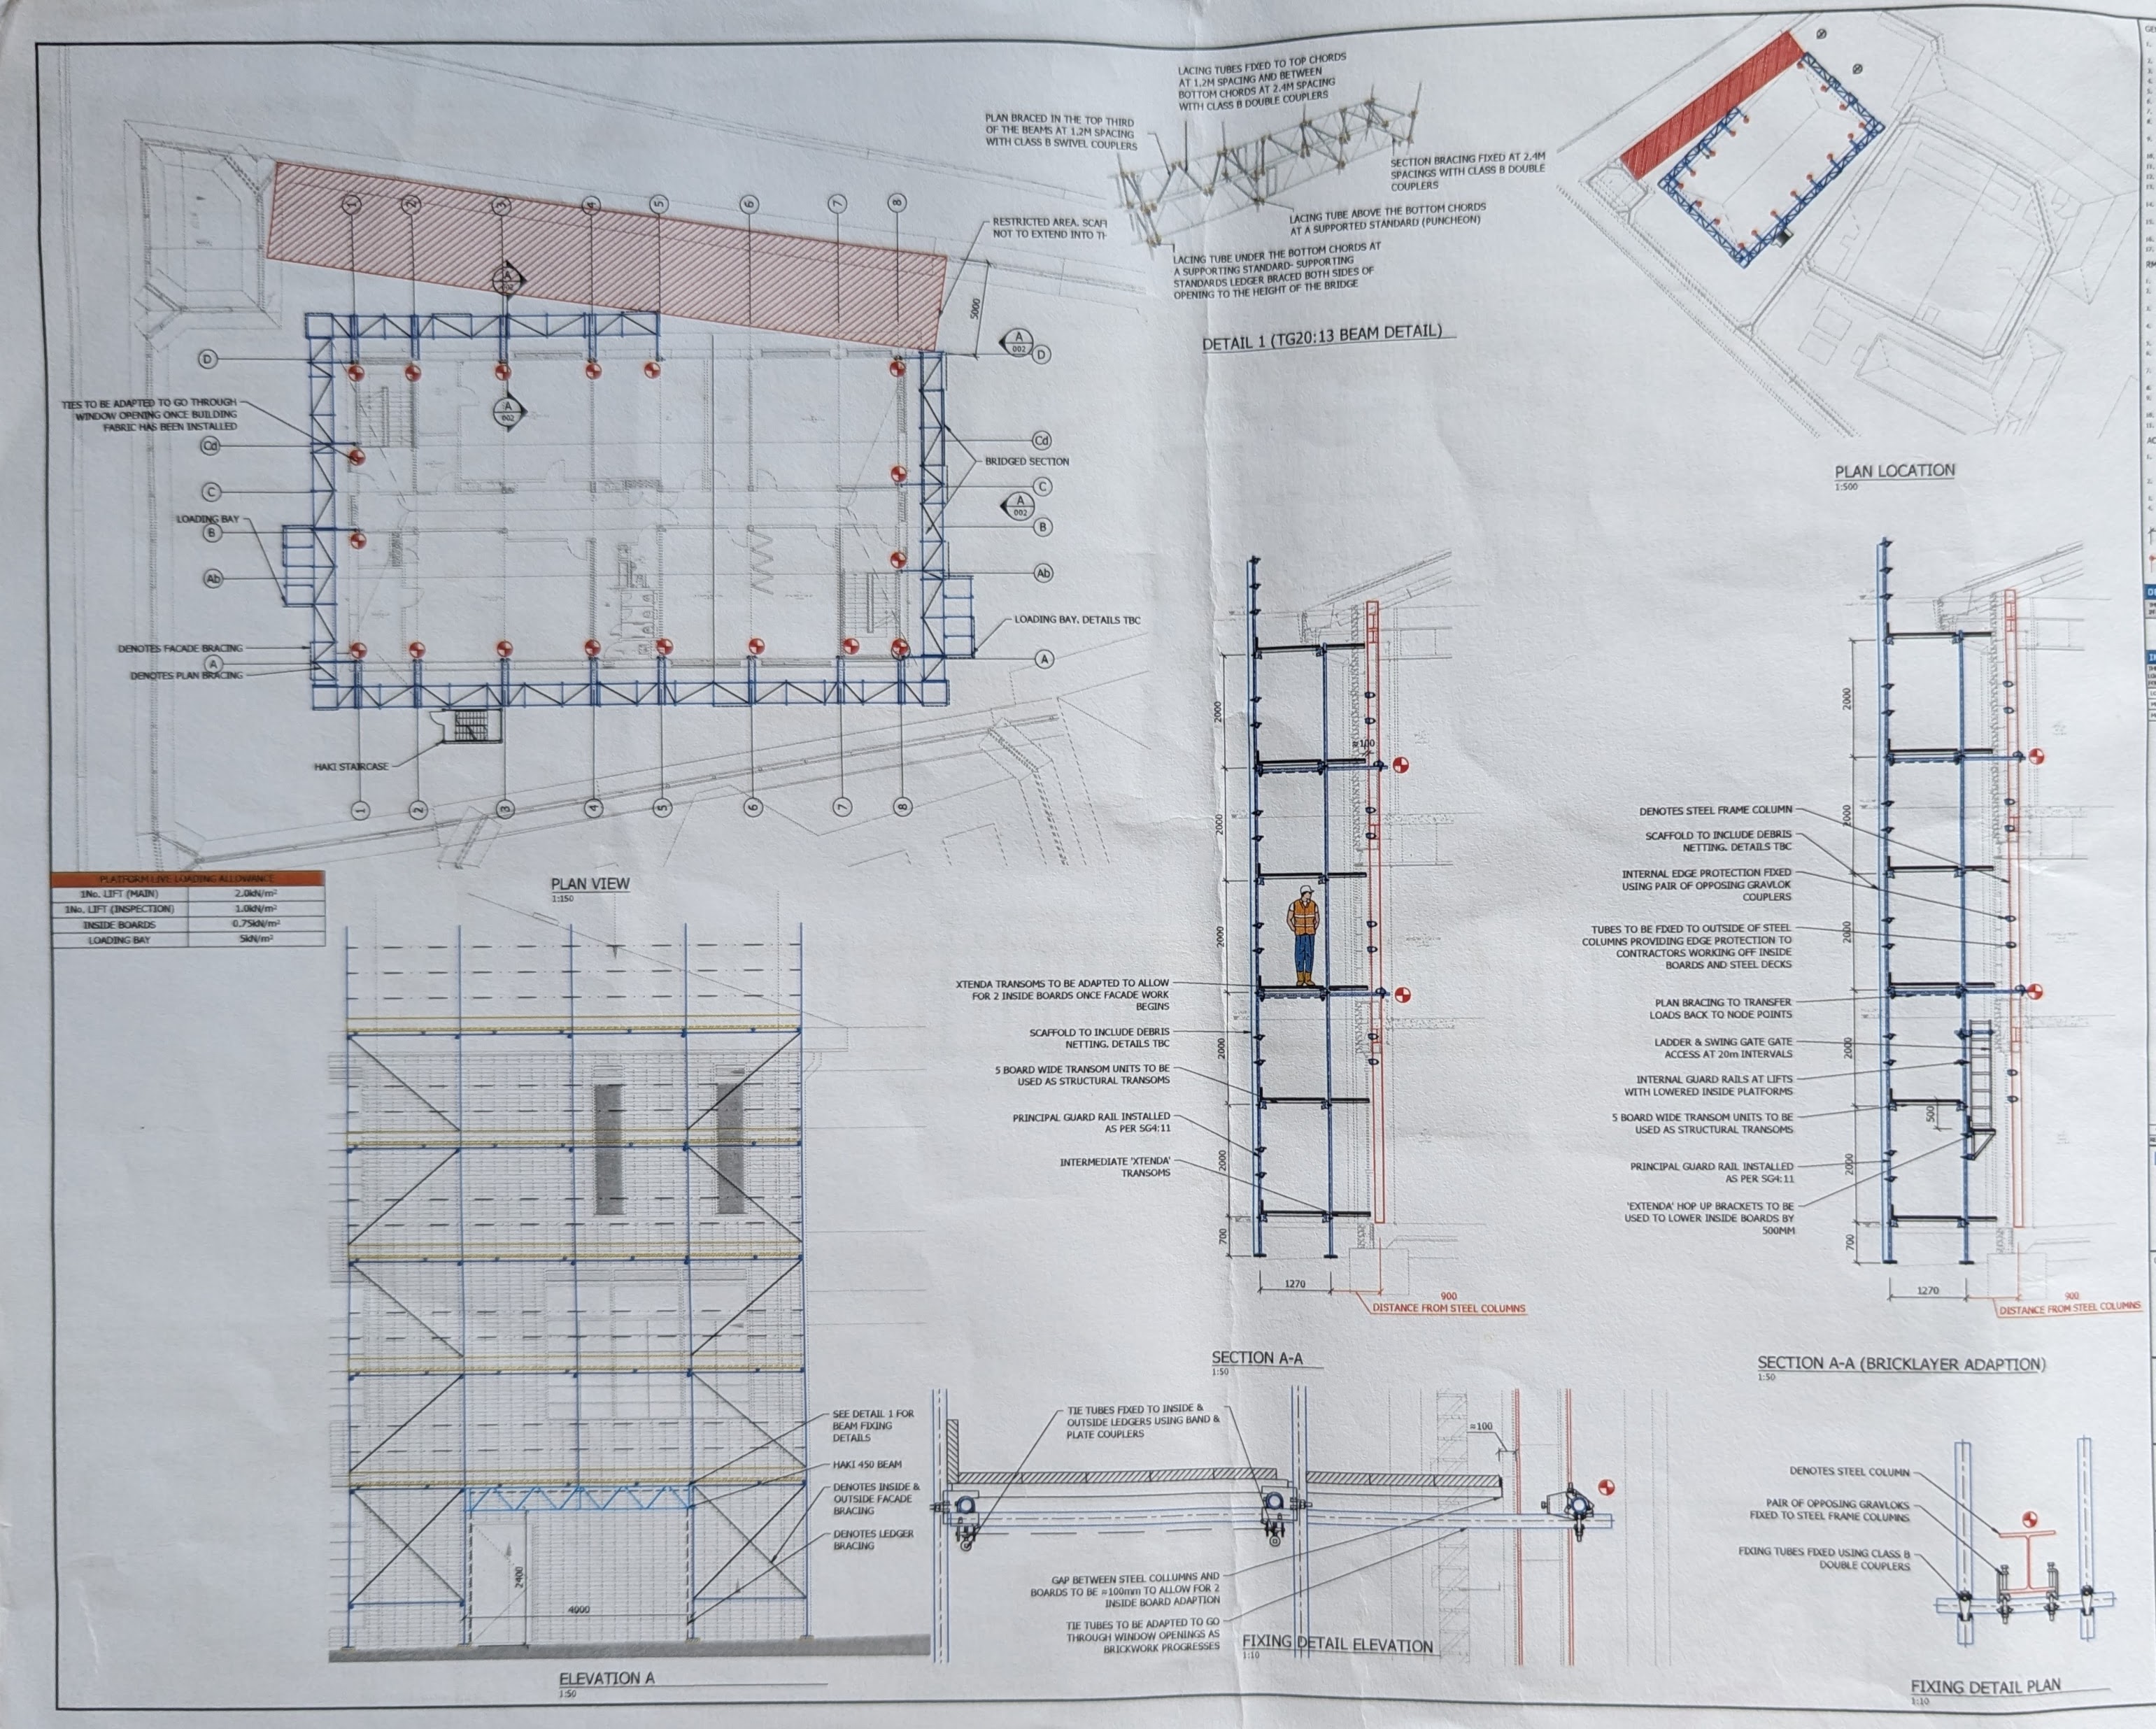 LACING TUBES FIXED TO TOP CHORDS
AT 1.2M SPACING AND BETWEEN
BOTTOM CHORDS AT 2.4M SPACING
WITH CLASS B DOUBLE COUPLERS
PLAN BRACED IN THE TOP THIRD
OF THE BEAMS AT 1.2M SPACING
WITH CLASS B SWIVEL COUPLERS
SECTION BRACING FIXED AT 2.4M
SPACINGS WITH CLASS B DOUBLE
COUPLERS
LACING TUBE ABOVE THE BOTTOM CHORDS
AT A SUPPORTED STANDARD (PUNCHEON)
LACING TUBE UNDER THE BOTTOM CHORDS AT
A SUPPORTING STANDARD- SUPPORTING
STANDARDS LEDGER BRACED BOTH SIDES OF
OPENING TO THE HEIGHT OF THE BRIDGE
DETAIL 1 (TG20:13 BEAM DETAIL)
PLAN LOCATION
1:500
1
2
3
4
5
6
7
8
RESTRICTED AREA. SCAF
NOT TO EXTEND INTO TH
5000
A
002
A
002
A
002
A
002
D
D
TIES TO BE ADAPTED TO GO THROUGH
WINDOW OPENING ONCE BUILDING
FABRIC HAS BEEN INSTALLED
Cd
Cd
BRIDGED SECTION
C
C
LOADING BAY
B
B
Ab
Ab
LOADING BAY. DETAILS TBC
DENOTES FACADE BRACING
A
A
DENOTES PLAN BRACING
HAKI STAIRCASE
1
2
3
4
5
6
7
8
PLAN VIEW
1:150
PLATFORM LIVE LOADING ALLOWANCE
1No. LIFT (MAIN) 2.0kN/m²
1No. LIFT (INSPECTION) 1.0kN/m²
INSIDE BOARDS 0.75kN/m²
LOADING BAY 5kN/m²
SEE DETAIL 1 FOR
BEAM FIXING
DETAILS
HAKI 450 BEAM
DENOTES INSIDE &
OUTSIDE FACADE
BRACING
DENOTES LEDGER
BRACING
2400
4000
ELEVATION A
1:50
2000
≈100
2000
2000
2000
2000
700
XTENDA TRANSOMS TO BE ADAPTED TO ALLOW
FOR 2 INSIDE BOARDS ONCE FACADE WORK
BEGINS
SCAFFOLD TO INCLUDE DEBRIS
NETTING. DETAILS TBC
5 BOARD WIDE TRANSOM UNITS TO BE
USED AS STRUCTURAL TRANSOMS
PRINCIPAL GUARD RAIL INSTALLED
AS PER SG4:11
INTERMEDIATE 'XTENDA'
TRANSOMS
1270
900
DISTANCE FROM STEEL COLUMNS
SECTION A-A
1:50
2000
2000
2000
2000
2000
700
500
DENOTES STEEL FRAME COLUMN
SCAFFOLD TO INCLUDE DEBRIS
NETTING. DETAILS TBC
INTERNAL EDGE PROTECTION FIXED
USING PAIR OF OPPOSING GRAVLOK
COUPLERS
TUBES TO BE FIXED TO OUTSIDE OF STEEL
COLUMNS PROVIDING EDGE PROTECTION TO
CONTRACTORS WORKING OFF INSIDE
BOARDS AND STEEL DECKS
PLAN BRACING TO TRANSFER
LOADS BACK TO NODE POINTS
LADDER & SWING GATE GATE
ACCESS AT 20m INTERVALS
INTERNAL GUARD RAILS AT LIFTS
WITH LOWERED INSIDE PLATFORMS
5 BOARD WIDE TRANSOM UNITS TO BE
USED AS STRUCTURAL TRANSOMS
PRINCIPAL GUARD RAIL INSTALLED
AS PER SG4:11
'EXTENDA' HOP UP BRACKETS TO BE
USED TO LOWER INSIDE BOARDS BY
500MM
1270
900
DISTANCE FROM STEEL COLUMNS
SECTION A-A (BRICKLAYER ADAPTION)
1:50
TIE TUBES FIXED TO INSIDE &
OUTSIDE LEDGERS USING BAND &
PLATE COUPLERS
≈100
GAP BETWEEN STEEL COLLUMNS AND
BOARDS TO BE ≈100mm TO ALLOW FOR 2
INSIDE BOARD ADAPTION
TIE TUBES TO BE ADAPTED TO GO
THROUGH WINDOW OPENINGS AS
BRICKWORK PROGRESSES
FIXING DETAIL ELEVATION
1:10
DENOTES STEEL COLUMN
PAIR OF OPPOSING GRAVLOKS
FIXED TO STEEL FRAME COLUMNS
FIXING TUBES FIXED USING CLASS B
DOUBLE COUPLERS
FIXING DETAIL PLAN
1:10